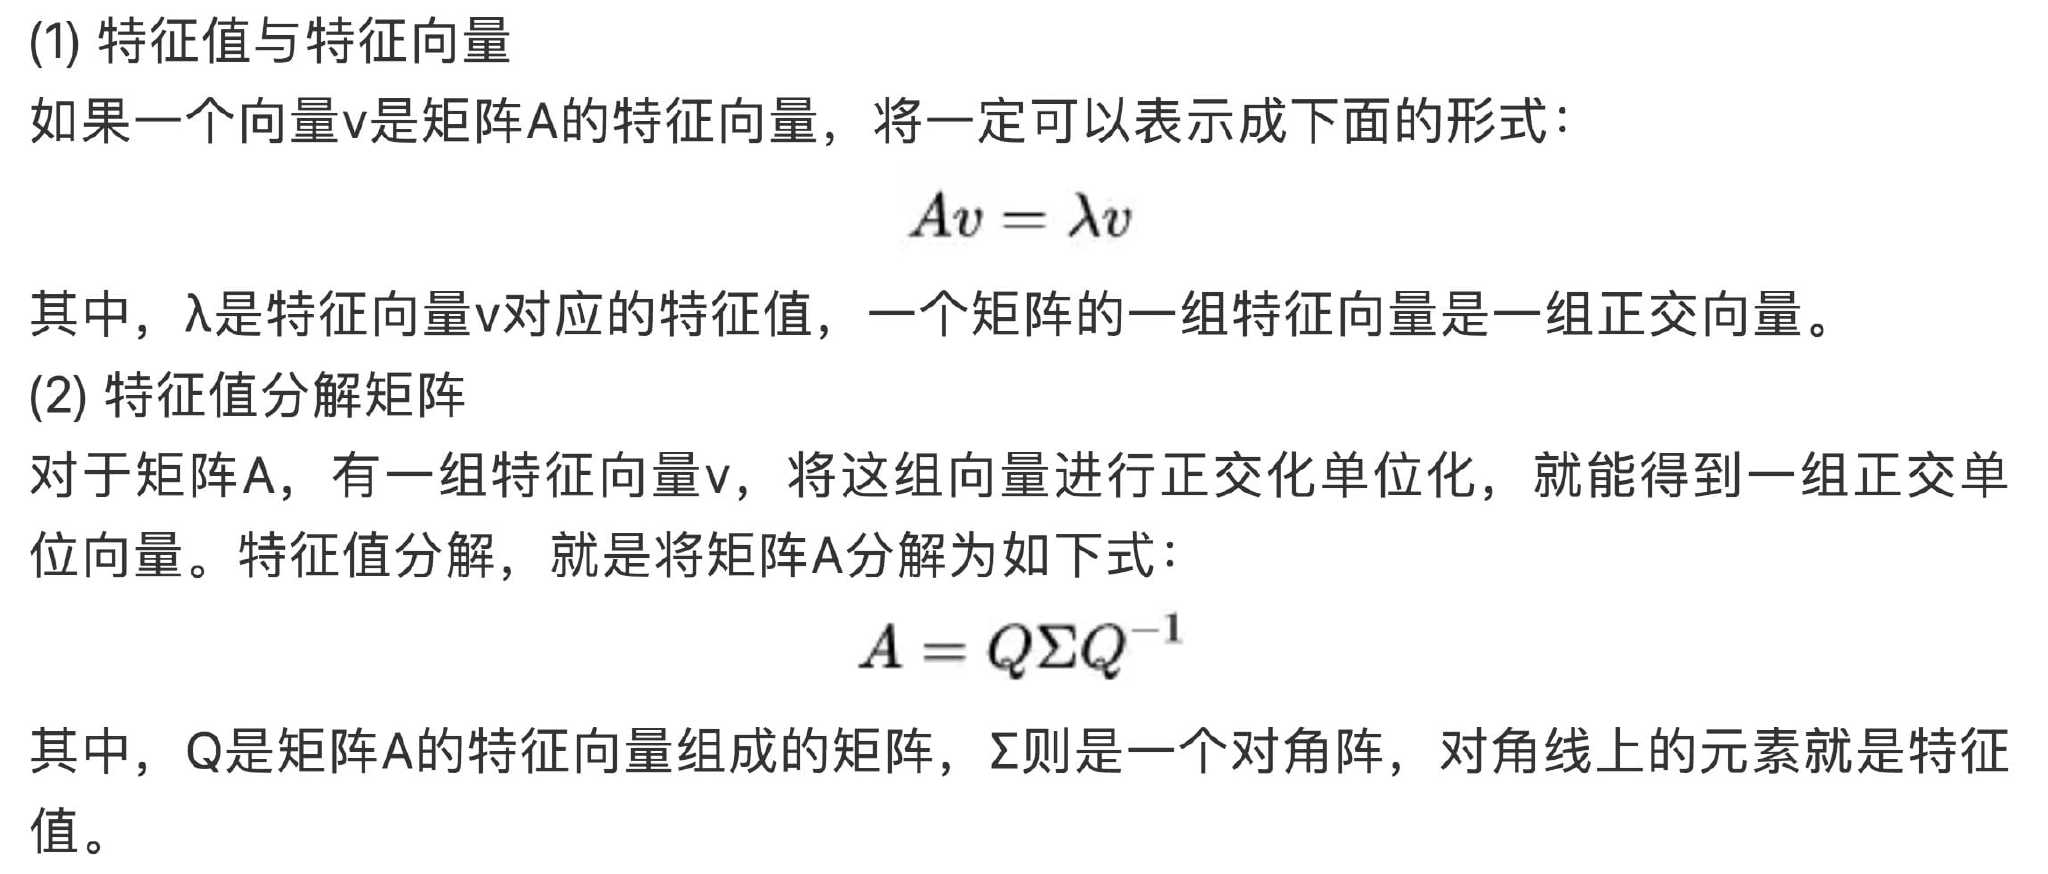 (1) 特征值与特征向量
如果一个向量v是矩阵A的特征向量，将一定可以表示成下面的形式：
Av = λv
其中，λ是特征向量v对应的特征值，一个矩阵的一组特征向量是一组正交向量。
(2) 特征值分解矩阵
对于矩阵A，有一组特征向量v，将这组向量进行正交化单位化，就能得到一组正交单
位向量。特征值分解，就是将矩阵A分解为如下式：
A = QΣQ⁻¹
其中，Q是矩阵A的特征向量组成的矩阵，Σ则是一个对角阵，对角线上的元素就是特征
值。